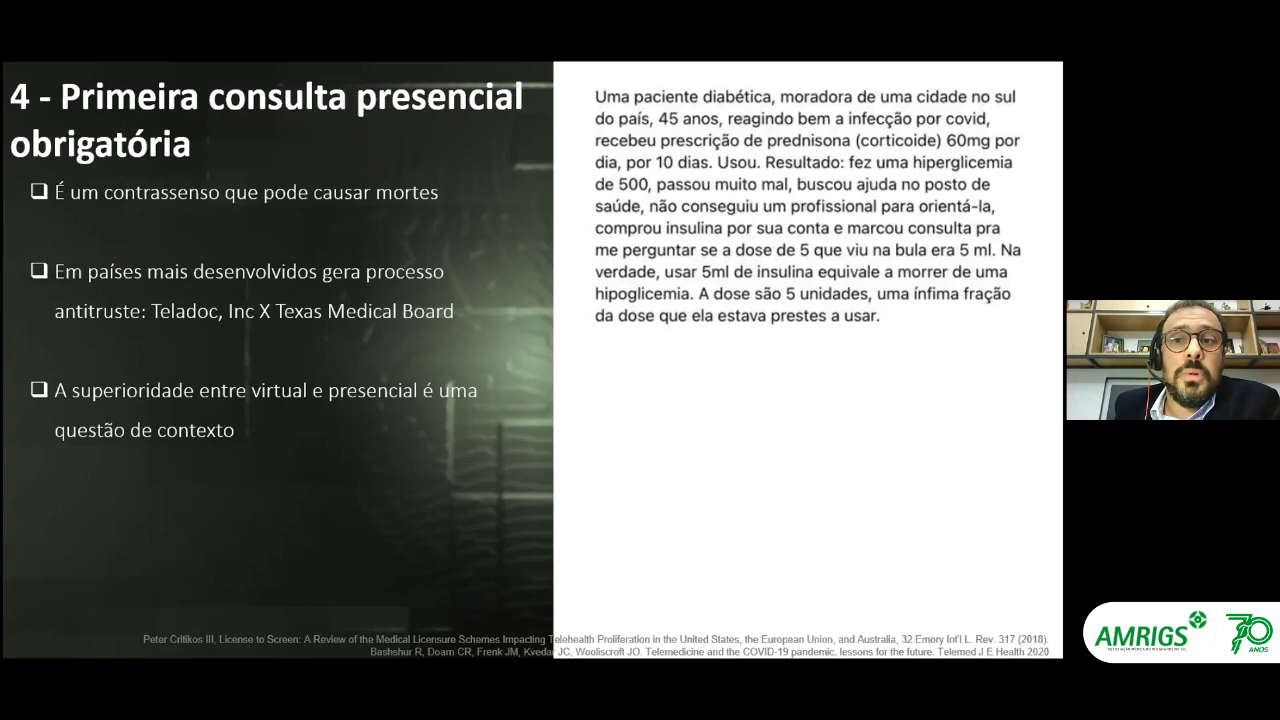 4 - Primeira consulta presencial
obrigatória
É um contrassenso que pode causar mortes
Em países mais desenvolvidos gera processo
antitruste: Teladoc, Inc X Texas Medical Board
A superioridade entre virtual e presencial é uma
questão de contexto
Uma paciente diabética, moradora de uma cidade no sul
do país, 45 anos, reagindo bem a infecção por covid,
recebeu prescrição de prednisona (corticoide) 60mg por
dia, por 10 dias. Usou. Resultado: fez uma hiperglicemia
de 500, passou muito mal, buscou ajuda no posto de
saúde, não conseguiu um profissional para orientá-la,
comprou insulina por sua conta e marcou consulta pra
me perguntar se a dose de 5 que viu na bula era 5 ml. Na
verdade, usar 5ml de insulina equivale a morrer de uma
hipoglicemia. A dose são 5 unidades, uma ínfima fração
da dose que ela estava prestes a usar.
Peter Critikos III, License to Screen: A Review of the Medical Licensure Schemes Impacting Telehealth Proliferation in the United States, the European Union, and Australia, 32 Emory Int'l L. Rev. 317 (2018).
Bashshur R, Doarn CR, Frenk JM, Kvedar JC, Wooliscroft JO. Telemedicine and the COVID-19 pandemic, lessons for the future. Telemed J E Health 2020
AMRIGS
ASSOCIAÇÃO MÉDICA DO RIO GRANDE DO SUL
70
ANOS